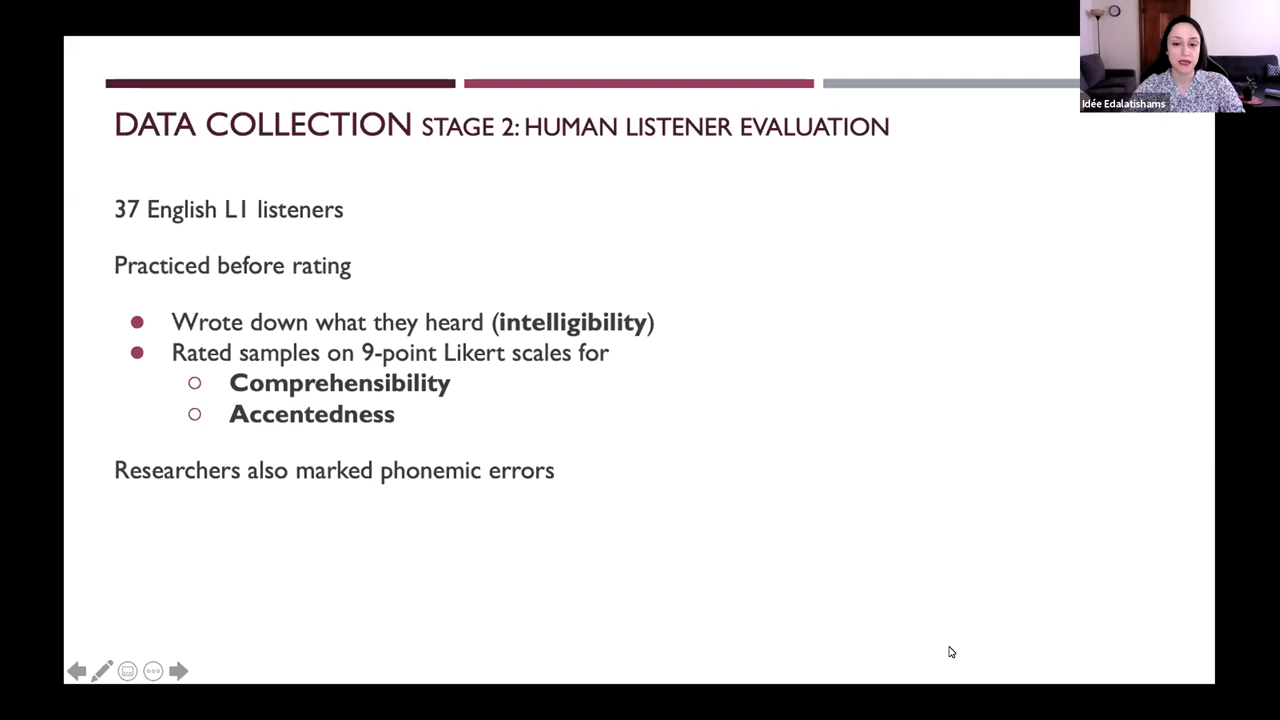 Idée Edalatishams
DATA COLLECTION STAGE 2: HUMAN LISTENER EVALUATION
37 English L1 listeners
Practiced before rating
Wrote down what they heard (intelligibility)
Rated samples on 9-point Likert scales for
Comprehensibility
Accentedness
Researchers also marked phonemic errors